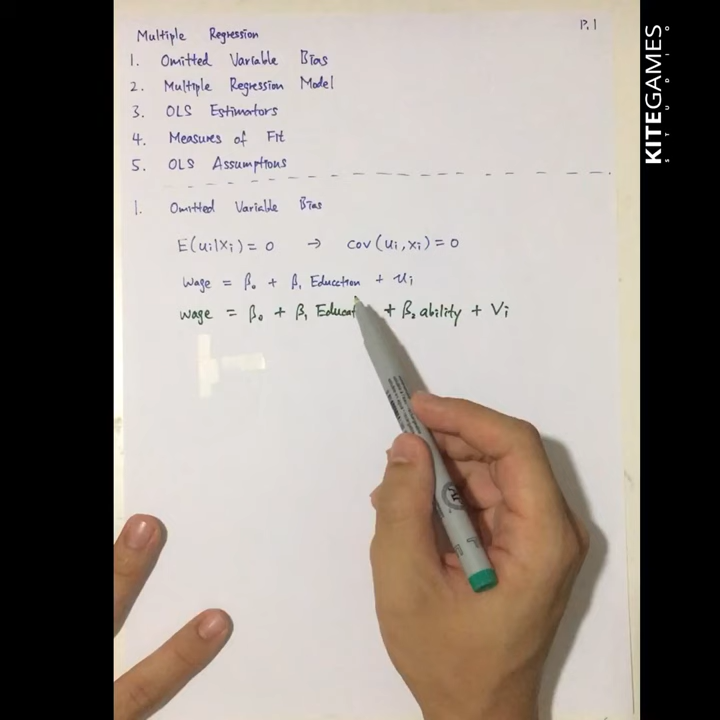 P.1
Multiple Regression
1. Omitted Variable Bias
2. Multiple Regression Model
3. OLS Estimators
4. Measures of Fit
5. OLS Assumptions
1. Omitted Variable Bias
E(ui|Xi) = 0 → cov(ui, xi) = 0
Wage = β0 + β1 Education + ui
Wage = β0 + β1 + β2 ability + Vi
KITEGAMES
STUDIO